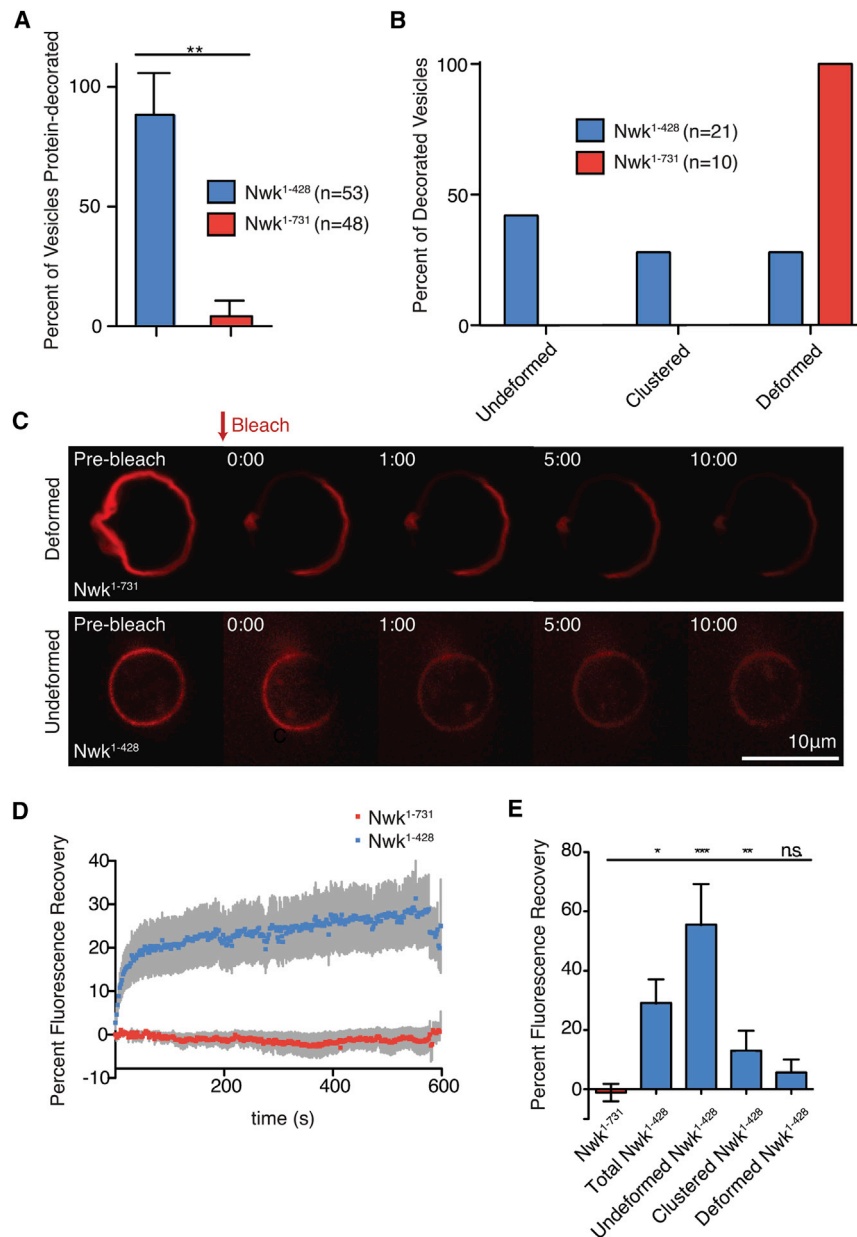 A
**
Percent of Vesicles Protein-decorated
100
50
0
Nwk1-428 (n=53)
Nwk1-731 (n=48)
B
Percent of Decorated Vesicles
100
50
0
Nwk1-428 (n=21)
Nwk1-731 (n=10)
Undeformed
Clustered
Deformed
C
Bleach
Deformed
Pre-bleach
0:00
1:00
5:00
10:00
Nwk1-731
Undeformed
Pre-bleach
0:00
1:00
5:00
10:00
C
Nwk1-428
10µm
D
Nwk1-731
Nwk1-428
Percent Fluorescence Recovery
40
30
20
10
0
-10
200
400
600
time (s)
E
Percent Fluorescence Recovery
80
60
40
20
0
*
***
**
n.s.
Nwk1-731
Total Nwk1-428
Undeformed Nwk1-428
Clustered Nwk1-428
Deformed Nwk1-428